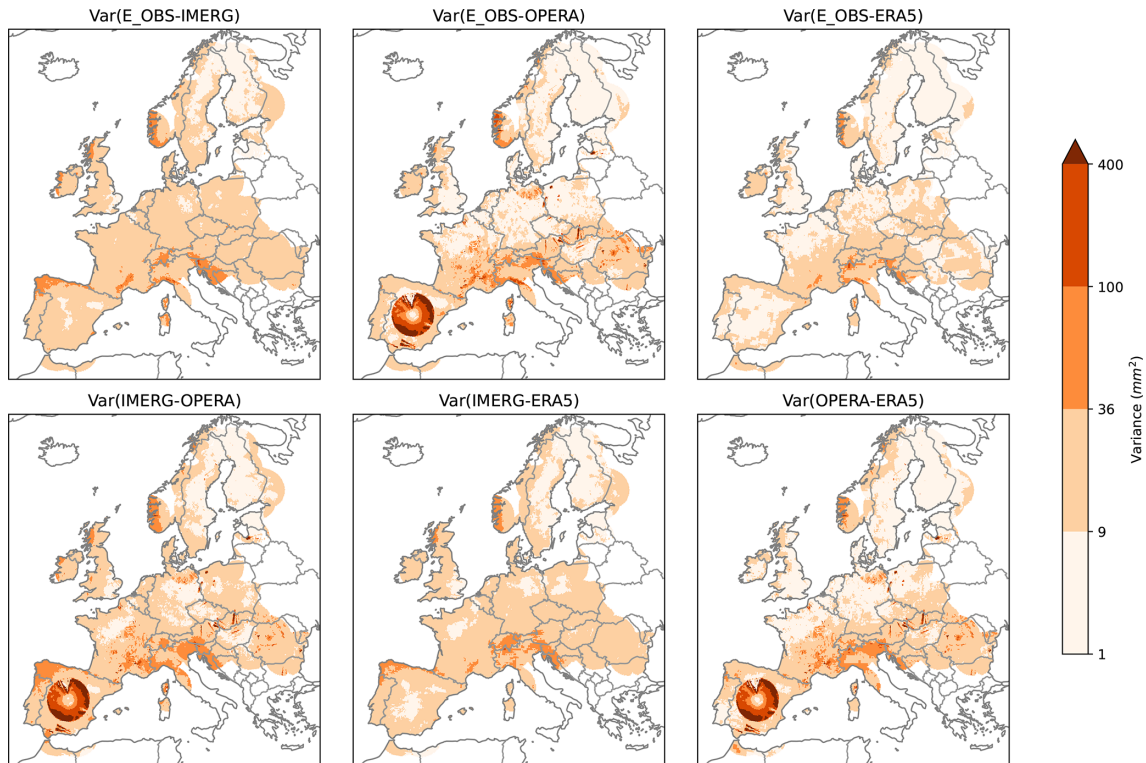 Var(E_OBS-IMERG)
Var(E_OBS-OPERA)
Var(E_OBS-ERA5)
Var(IMERG-OPERA)
Var(IMERG-ERA5)
Var(OPERA-ERA5)
400
100
36
9
1
Variance (mm²)